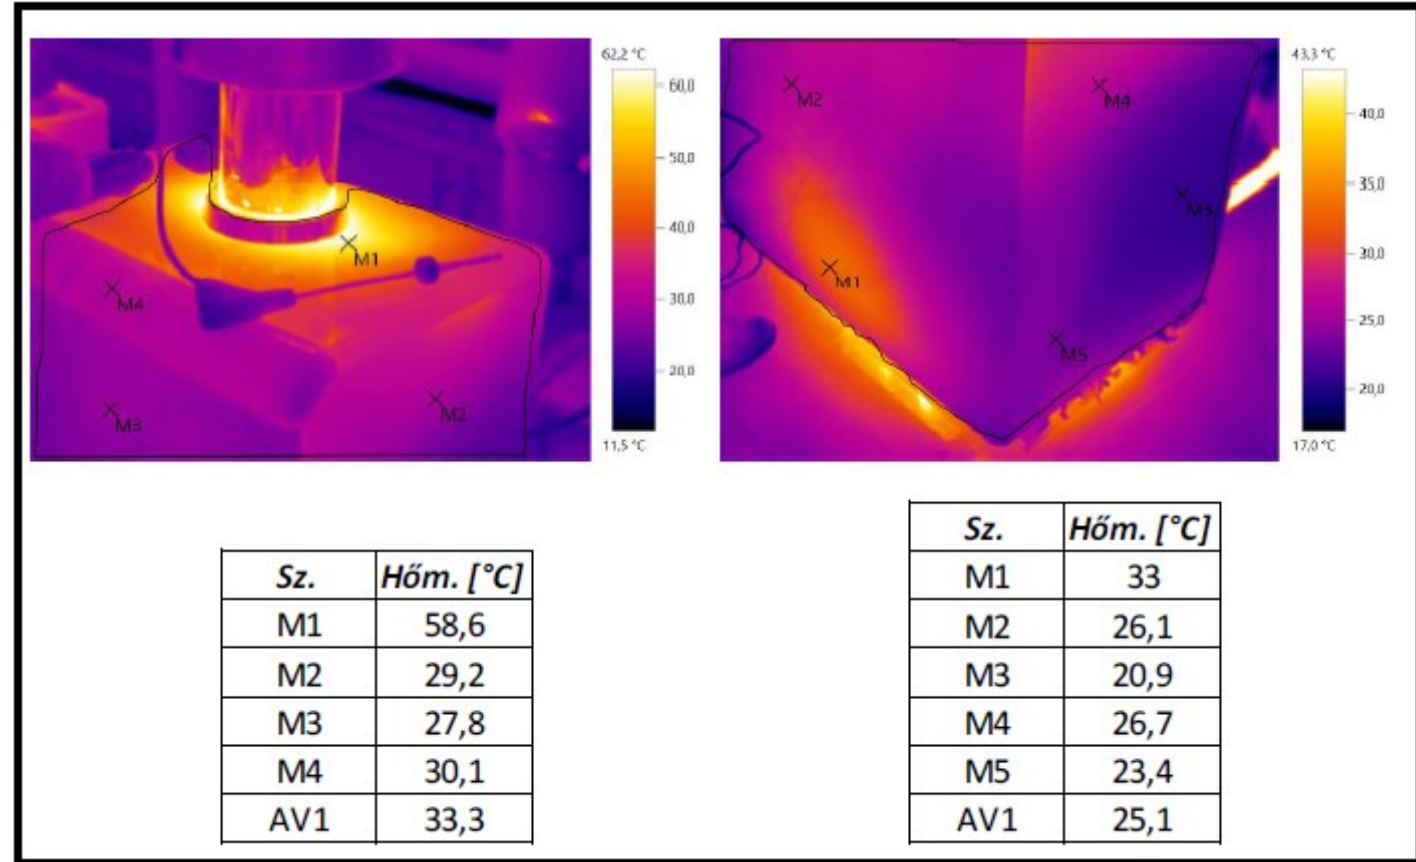 62,2 °C
60,0
50,0
40,0
30,0
20,0
11,5 °C
M1
M4
M3
M2
43,3 °C
40,0
35,0
30,0
25,0
20,0
17,0 °C
M2
M4
M3
M1
M5
Sz. Hőm. [°C]
M1 58,6
M2 29,2
M3 27,8
M4 30,1
AV1 33,3
Sz. Hőm. [°C]
M1 33
M2 26,1
M3 20,9
M4 26,7
M5 23,4
AV1 25,1